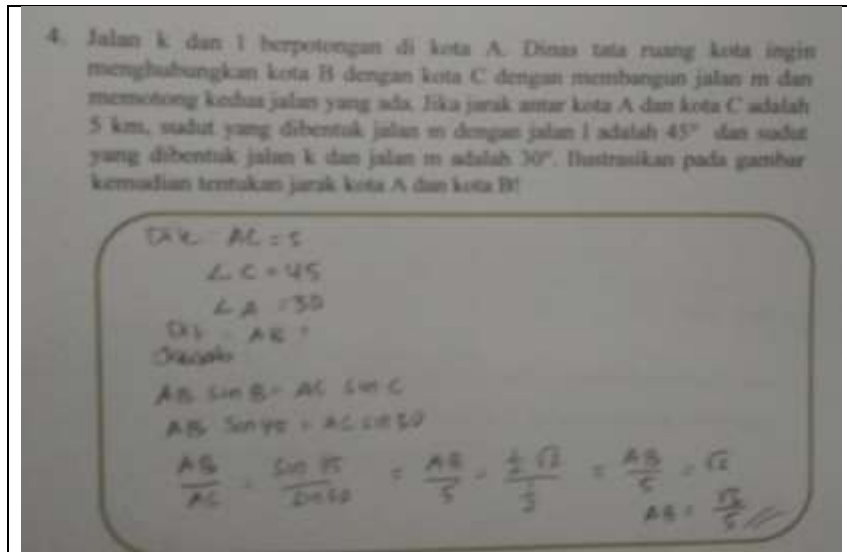 4. Jalan k dan l berpotongan di kota A. Dinas tata ruang kota ingin
menghubungkan kota B dengan kota C dengan membangun jalan m dan
memotong kedua jalan yang ada. Jika jarak antar kota A dan kota C adalah
5 km, sudut yang dibentuk jalan m dengan jalan l adalah 45° dan sudut
yang dibentuk jalan k dan jalan m adalah 30°. Ilustrasikan pada gambar
kemudian tentukan jarak kota A dan kota B!
Dik AC = 5
∠C = 45
∠A = 30
Dit = AB ?
AB Sin B = AC Sin C
AB Sin = AC sin 30
AB/AC = Sin 45/Sin 30 = AB/5 = ½√2/½ = AB/5 = √2
AB = √2/5